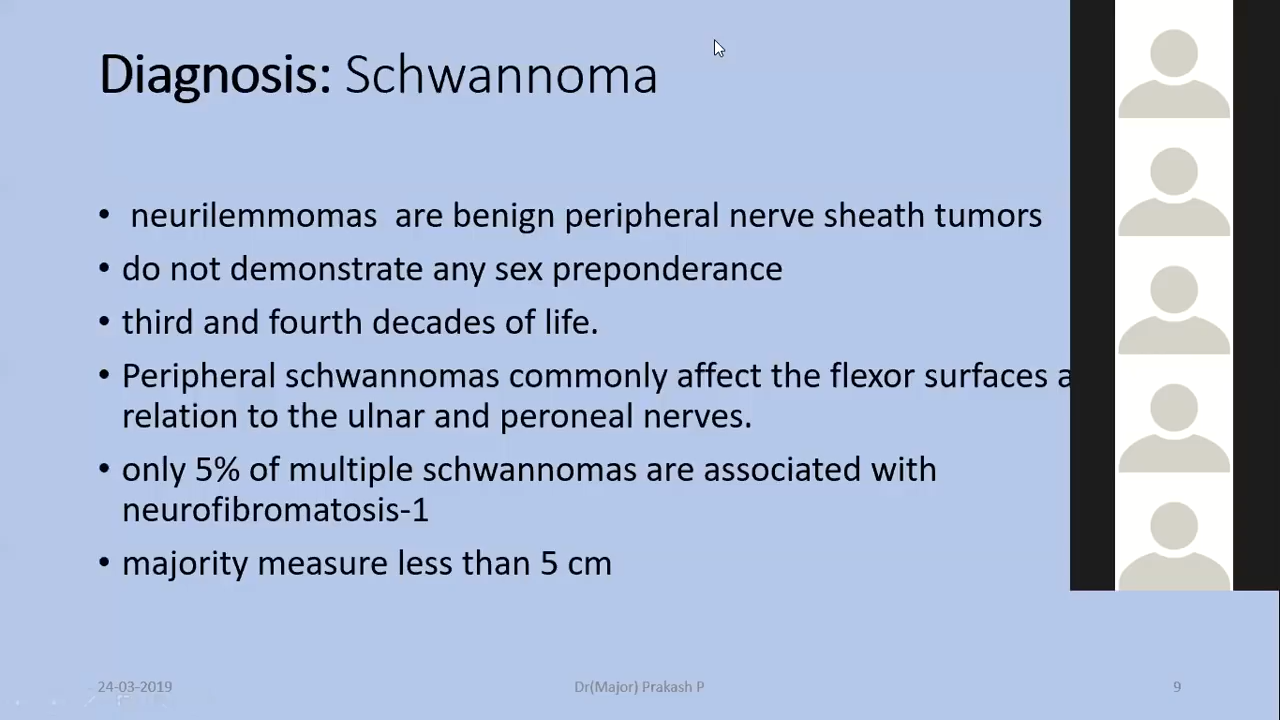 Diagnosis: Schwannoma
• neurilemmomas are benign peripheral nerve sheath tumors
• do not demonstrate any sex preponderance
• third and fourth decades of life.
• Peripheral schwannomas commonly affect the flexor surfaces
relation to the ulnar and peroneal nerves.
• only 5% of multiple schwannomas are associated with
neurofibromatosis-1
• majority measure less than 5 cm
24-03-2019
Dr(Major) Prakash P
9